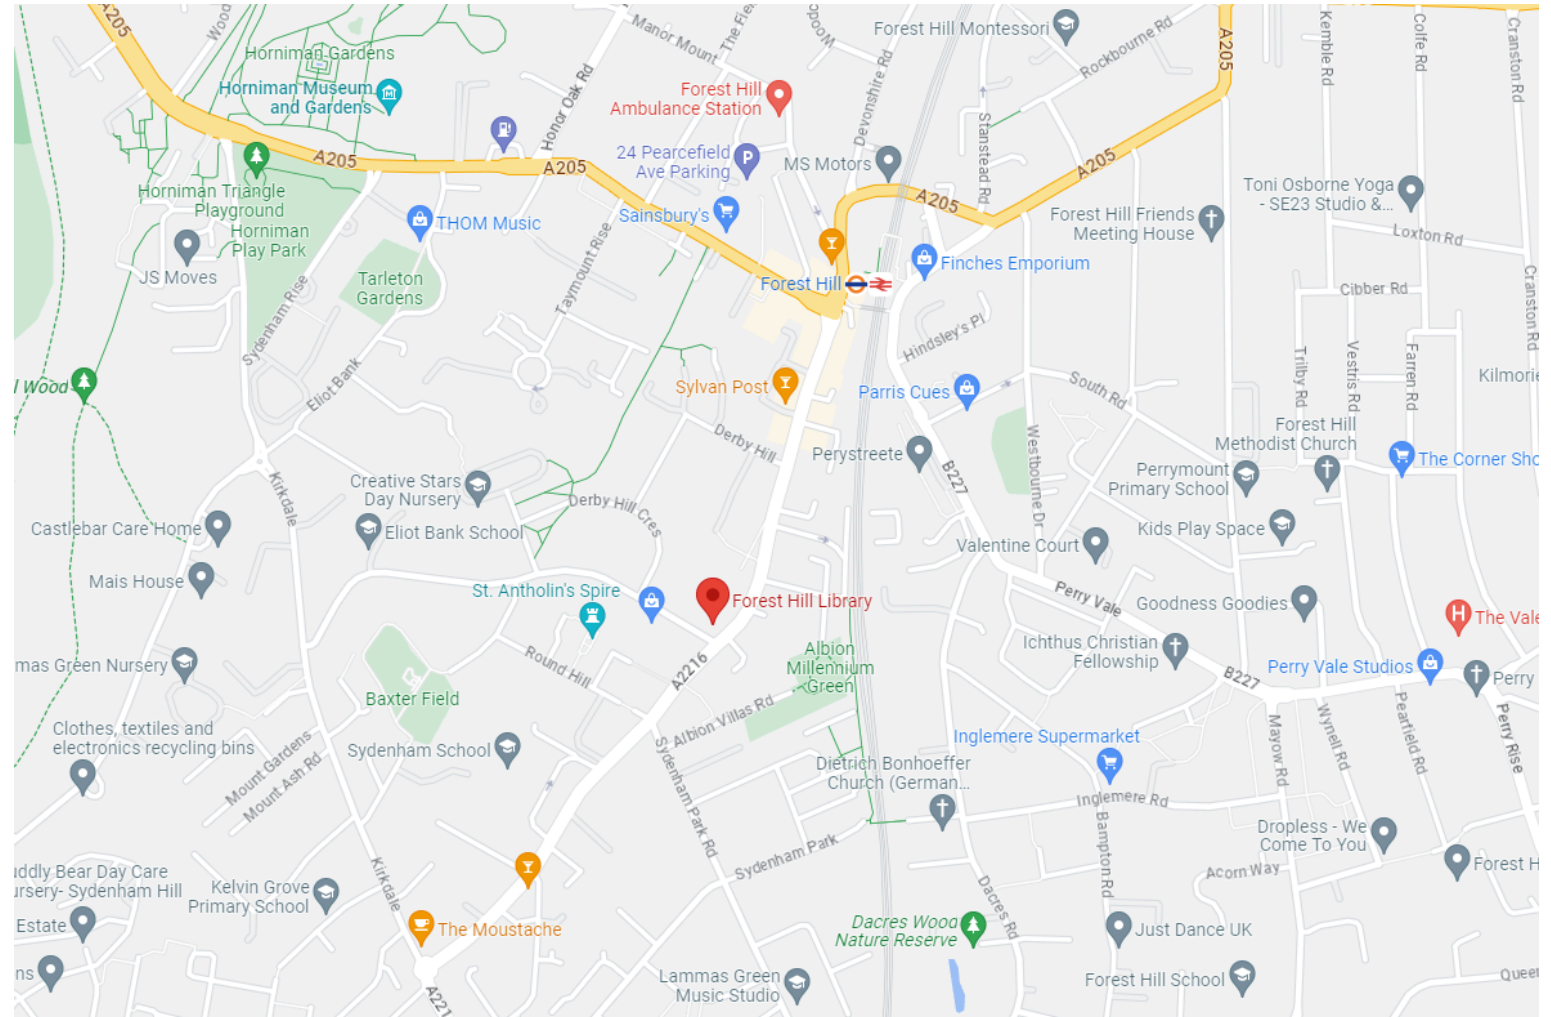 A205
Wood
Horniman Gardens
Horniman Museum
and Gardens
Manor Mount
The Fie
Devonshire Rd
Forest Hill Montessori
Rockbourne Rd
A205
Kemble Rd
Colfe Rd
Cranston Rd
Honor Oak Rd
Forest Hill
Ambulance Station
Stanstead Rd
A205
A205
24 Pearcefield
Ave Parking
P
MS Motors
A205
A205
Horniman Triangle
Playground
Horniman
Play Park
THOM Music
Sainsbury's
Forest Hill Friends
Meeting House
Toni Osborne Yoga
- SE23 Studio &...
Loxton Rd
JS Moves
Tarleton
Gardens
Taymount Rise
Forest Hill
Finches Emporium
Cibber Rd
Cranston Rd
Sydenham Rise
Hindsley's Pl
Trilby Rd
Vestris Rd
Farren Rd
Kilmorie
l Wood
Eliot Bank
Sylvan Post
Parris Cues
South Rd
Derby Hill
Perystreete
Westbourne Dr
Forest Hill
Methodist Church
The Corner Sho
Kirkdale
Creative Stars
Day Nursery
B227
Perrymount
Primary School
Derby Hill Cres
Castlebar Care Home
Eliot Bank School
Valentine Court
Kids Play Space
Mais House
St. Antholin's Spire
Forest Hill Library
Perry Vale
Goodness Goodies
H
The Vale
mas Green Nursery
Round Hill
A2216
Albion
Millennium
Green
Ichthus Christian
Fellowship
B227
Perry Vale Studios
Perry
Baxter Field
Albion Villas Rd
Clothes, textiles and
electronics recycling bins
Mount Gardens
Mount Ash Rd
Sydenham School
Sydenham Park Rd
Dietrich Bonhoeffer
Church (German...
Inglemere Supermarket
Mayow Rd
Wynell Rd
Pearfield Rd
Perry Rise
Inglemere Rd
Bampton Rd
Sydenham Park
Dropless - We
Come To You
Acorn Way
Forest H
uddly Bear Day Care
ursery- Sydenham Hill
Kelvin Grove
Primary School
Kirkdale
Estate
The Moustache
Dacres Wood
Nature Reserve
Dacres Rd
Just Dance UK
ns
A221
Lammas Green
Music Studio
Forest Hill School
Queer